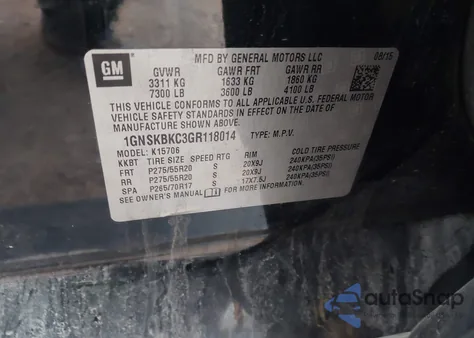 GM
MFD BY GENERAL MOTORS LLC 08/15
GVWR GAWR FRT GAWR RR
3311 KG 1633 KG 1860 KG
7300 LB 3600 LB 4100 LB
THIS VEHICLE CONFORMS TO ALL APPLICABLE U.S. FEDERAL MOTOR
VEHICLE SAFETY STANDARDS IN EFFECT ON THE DATE OF
MANUFACTURE SHOWN ABOVE.
1GNSKBKC3GR118014 TYPE: M.P.V.
MODEL: K15706
KKBT TIRE SIZE SPEED RTG RIM COLD TIRE PRESSURE
FRT P275/55R20 S 20X9J 240KPA(35PSI)
RR P275/55R20 S 20X9J 240KPA(35PSI)
SPA P265/70R17 S 17X7.5J 240KPA(35PSI)
SEE OWNER'S MANUAL FOR MORE INFORMATION.
autoSnap